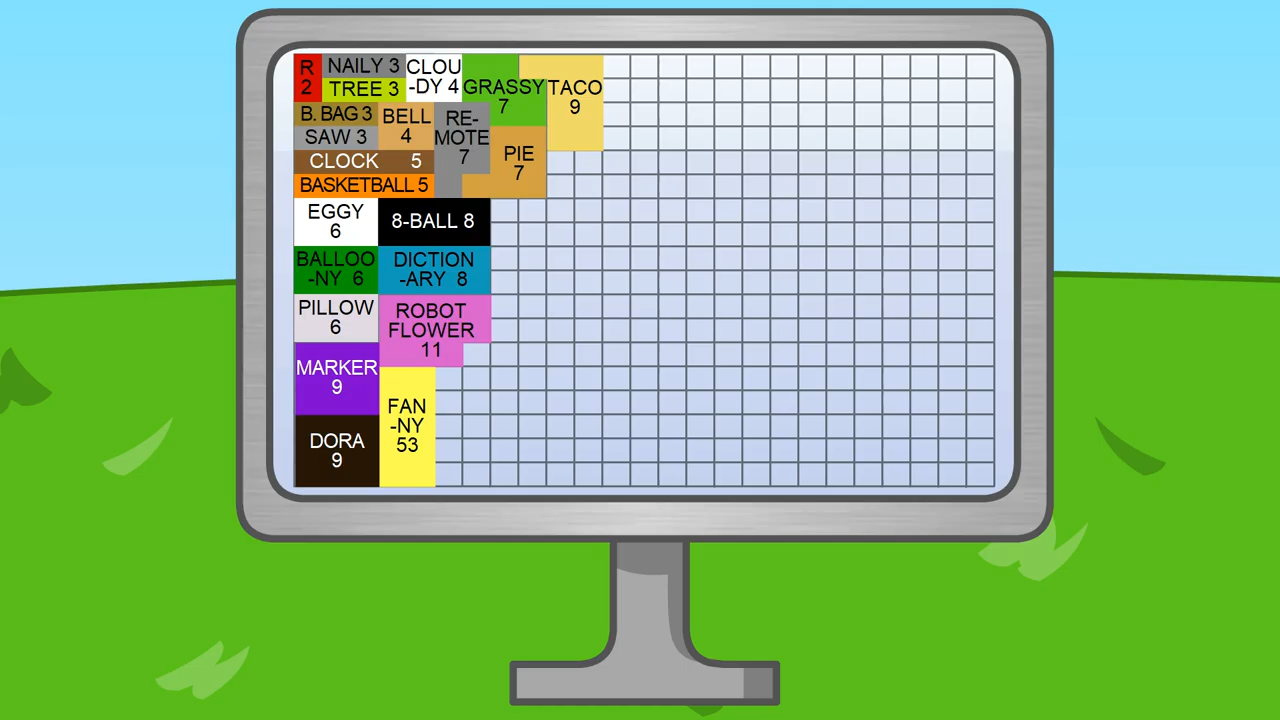 R
2
NAILY 3
TREE 3
CLOU
-DY 4
GRASSY
7
TACO
9
B. BAG 3
SAW 3
BELL
4
RE-
MOTE
7
PIE
7
CLOCK 5
BASKETBALL 5
EGGY
6
8-BALL 8
BALLOO
-NY 6
DICTION
-ARY 8
PILLOW
6
ROBOT
FLOWER
11
MARKER
9
FAN
-NY
53
DORA
9